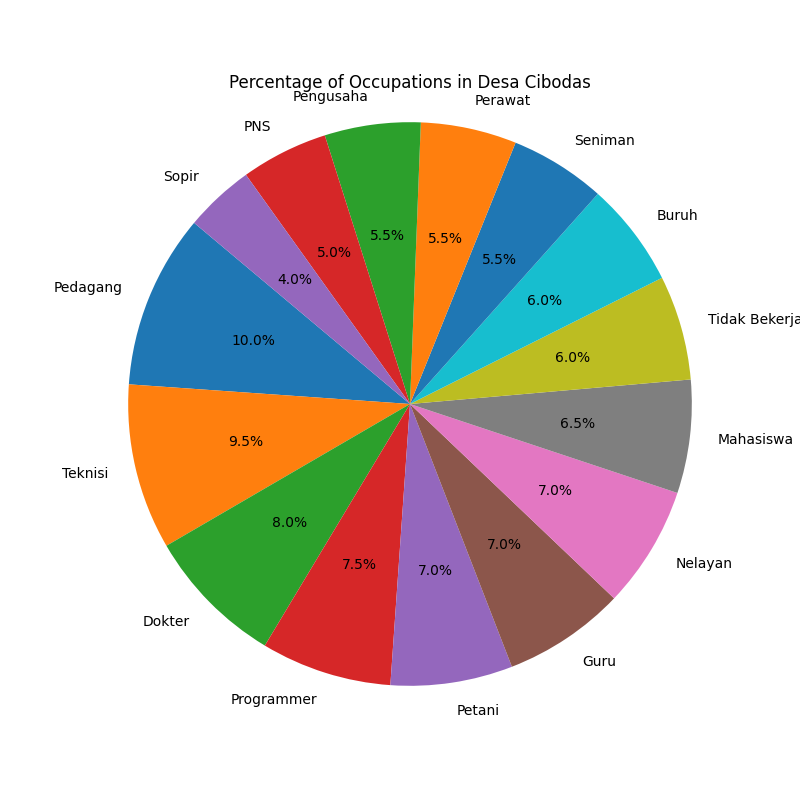 Percentage of Occupations in Desa Cibodas
Pengusaha
Perawat
PNS
Seniman
Sopir
Buruh
Pedagang
Tidak Bekerja
Teknisi
Mahasiswa
Dokter
Nelayan
Programmer
Guru
Petani
5.5%
5.5%
5.0%
5.5%
4.0%
6.0%
10.0%
6.0%
9.5%
6.5%
8.0%
7.0%
7.5%
7.0%
7.0%